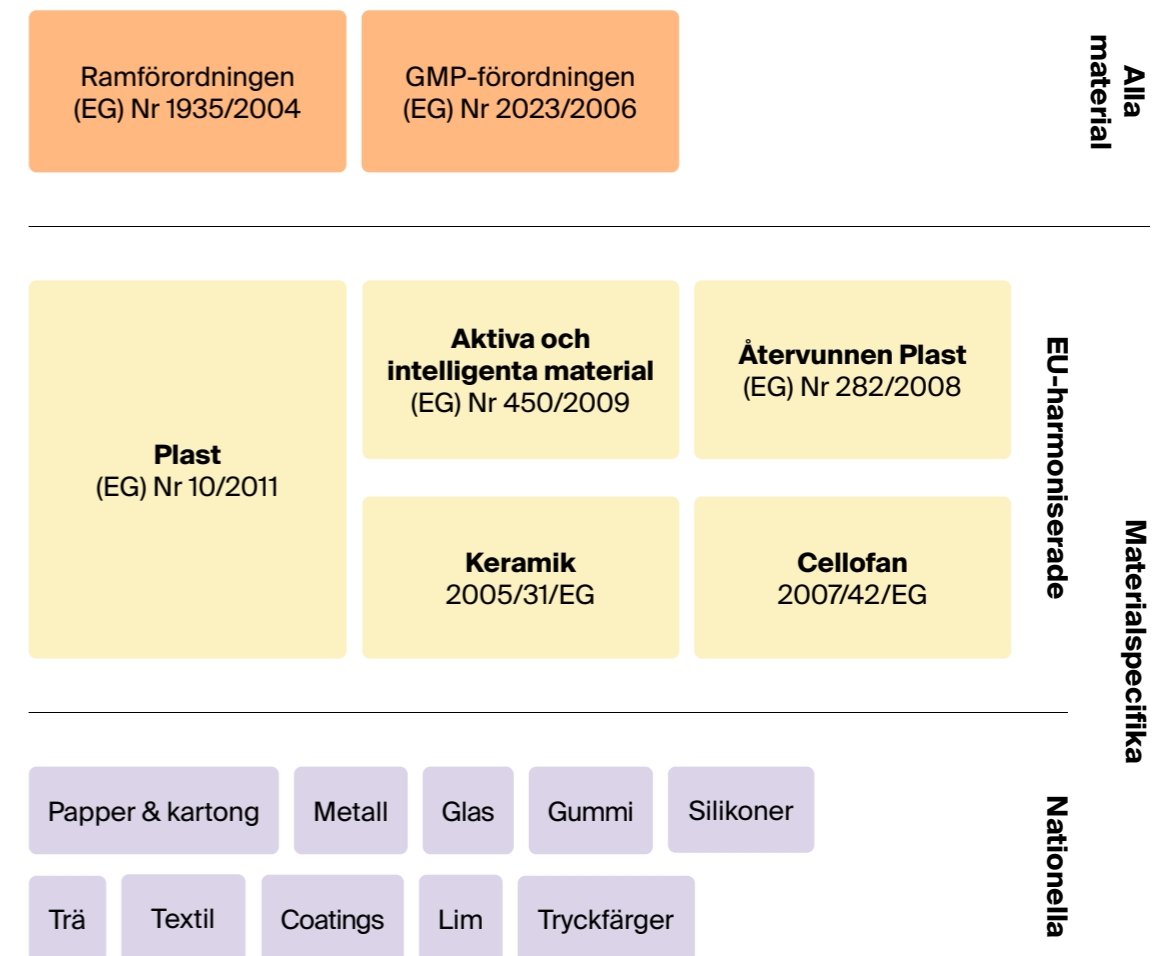 Ramförordningen
(EG) Nr 1935/2004
GMP-förordningen
(EG) Nr 2023/2006
Alla
material
Plast
(EG) Nr 10/2011
Aktiva och
intelligenta material
(EG) Nr 450/2009
Återvunnen Plast
(EG) Nr 282/2008
Keramik
2005/31/EG
Cellofan
2007/42/EG
EU-harmoniserade
Materialspecifika
Papper & kartong
Metall
Glas
Gummi
Silikoner
Trä
Textil
Coatings
Lim
Tryckfärger
Nationella